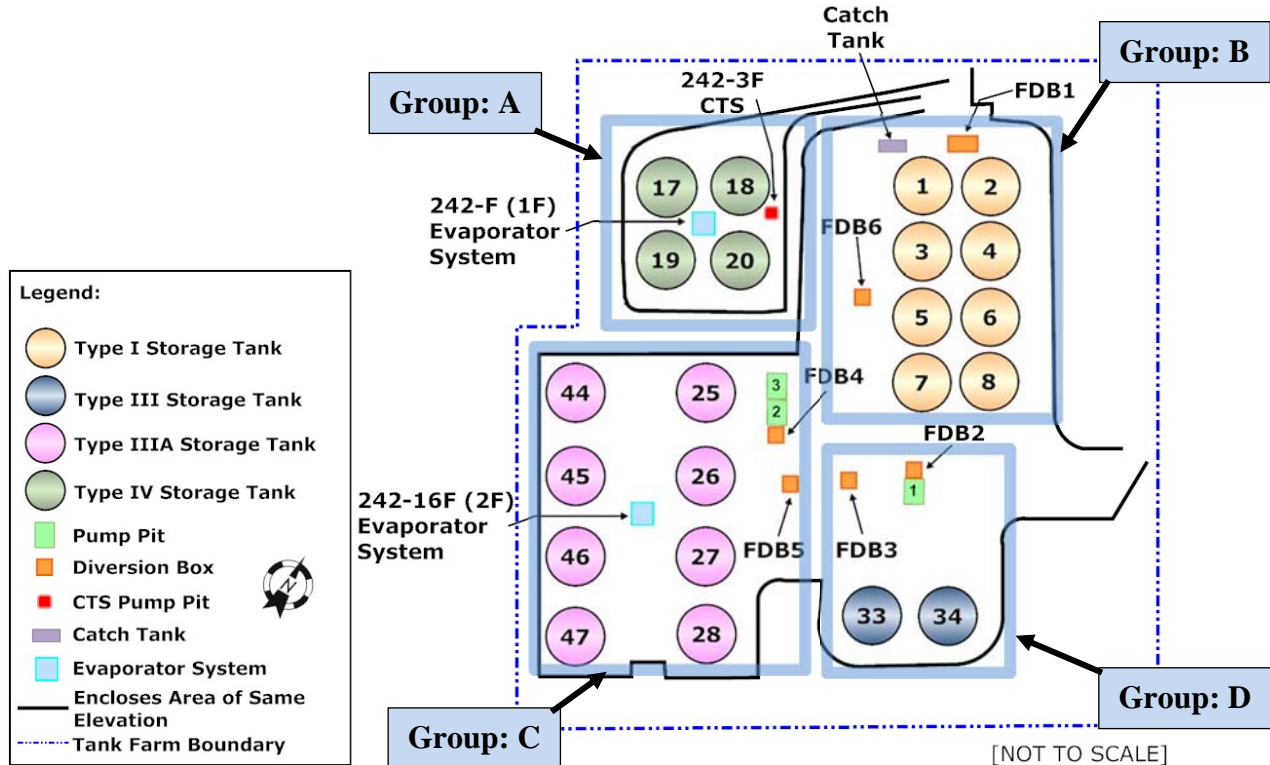 Catch
Tank
Group: B
242-3F
CTS
FDB1
Group: A
17
18
1
2
242-F (1F)
Evaporator
System
FDB6
3
4
19
20
5
6
7
8
Legend:
Type I Storage Tank
Type III Storage Tank
Type IIIA Storage Tank
Type IV Storage Tank
Pump Pit
Diversion Box
N
CTS Pump Pit
Catch Tank
Evaporator System
Encloses Area of Same
Elevation
Tank Farm Boundary
44
25
3
2
FDB4
45
26
242-16F (2F)
Evaporator
System
46
27
FDB5
47
28
FDB2
1
FDB3
33
34
Group: C
Group: D
[NOT TO SCALE]